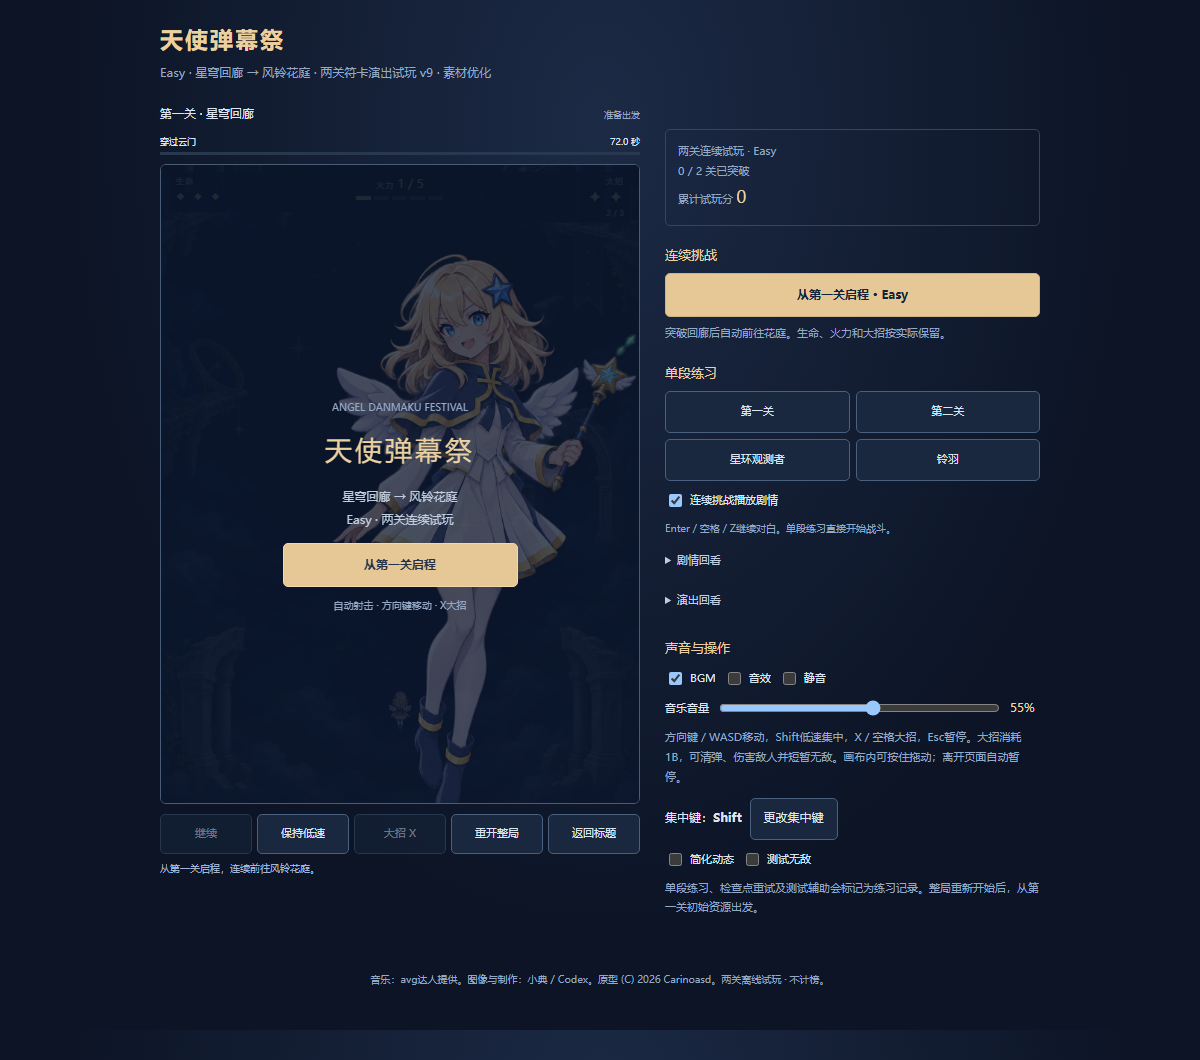 天使弹幕祭
Easy · 星穹回廊 → 风铃花庭 · 两关符卡演出试玩 v9 · 素材优化
第一关 · 星穹回廊
准备出发
穿过云门
72.0 秒
生命
火力 1 / 5
大招
2 / 3
ANGEL DANMAKU FESTIVAL
天使弹幕祭
星穹回廊 → 风铃花庭
Easy · 两关连续试玩
从第一关启程
自动射击 · 方向键移动 · X大招
继续
保持低速
大招 X
重开整局
返回标题
从第一关启程，连续前往风铃花庭。
两关连续试玩 · Easy
0 / 2 关已突破
累计试玩分 0
连续挑战
从第一关启程 · Easy
突破回廊后自动前往花庭。生命、火力和大招按实际保留。
单段练习
第一关
第二关
星环观测者
铃羽
连续挑战播放剧情
Enter / 空格 / Z继续对白。单段练习直接开始战斗。
剧情回看
演出回看
声音与操作
BGM
音效
静音
音乐音量
55%
方向键 / WASD移动，Shift低速集中，X / 空格大招，Esc暂停。大招消耗
1B，可清弹、伤害敌人并短暂无敌。画布内可按住拖动；离开页面自动暂
停。
集中键：Shift
更改集中键
简化动态
测试无敌
单段练习、检查点重试及测试辅助会标记为练习记录。整局重新开始后，从第
一关初始资源出发。
音乐：avg达人提供。图像与制作：小典 / Codex。原型 (C) 2026 Carinoasd。两关离线试玩 · 不计榜。